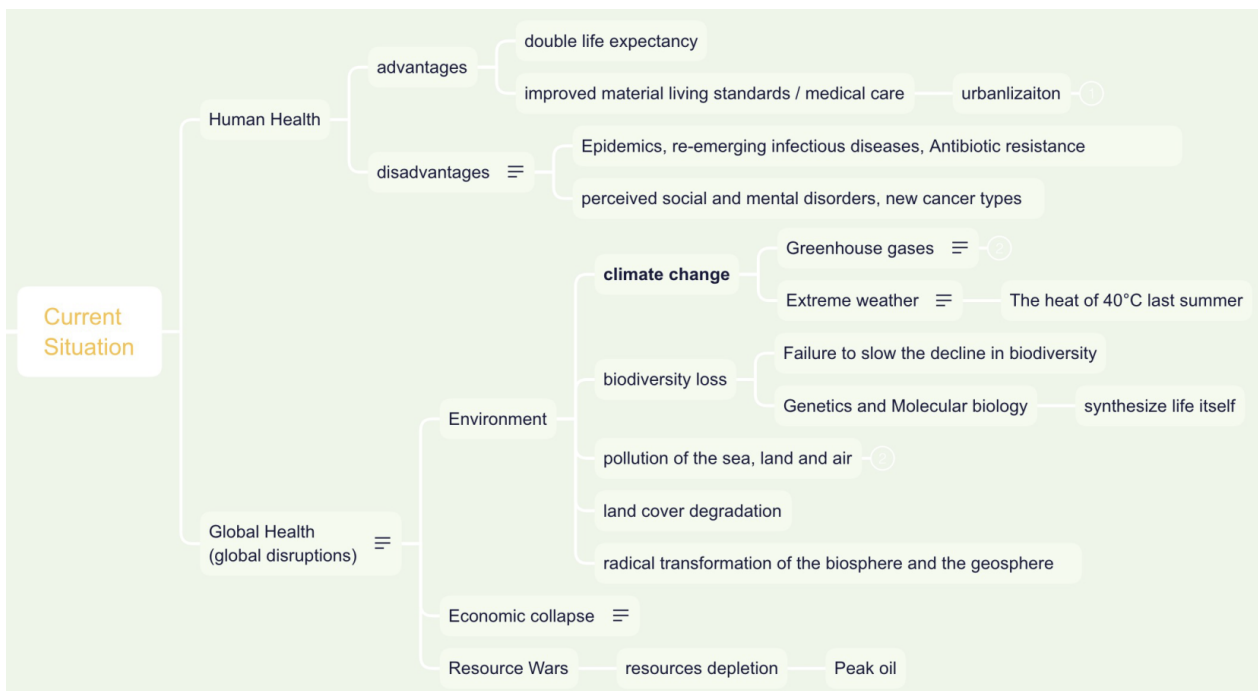 double life expectancy
advantages
improved material living standards / medical care
urbanlizaiton
1
Human Health
Epidemics, re-emerging infectious diseases, Antibiotic resistance
disadvantages
perceived social and mental disorders, new cancer types
Greenhouse gases
2
climate change
Extreme weather
The heat of 40°C last summer
Current
Situation
Failure to slow the decline in biodiversity
biodiversity loss
Genetics and Molecular biology
synthesize life itself
Environment
pollution of the sea, land and air
2
land cover degradation
Global Health
(global disruptions)
radical transformation of the biosphere and the geosphere
Economic collapse
Resource Wars
resources depletion
Peak oil